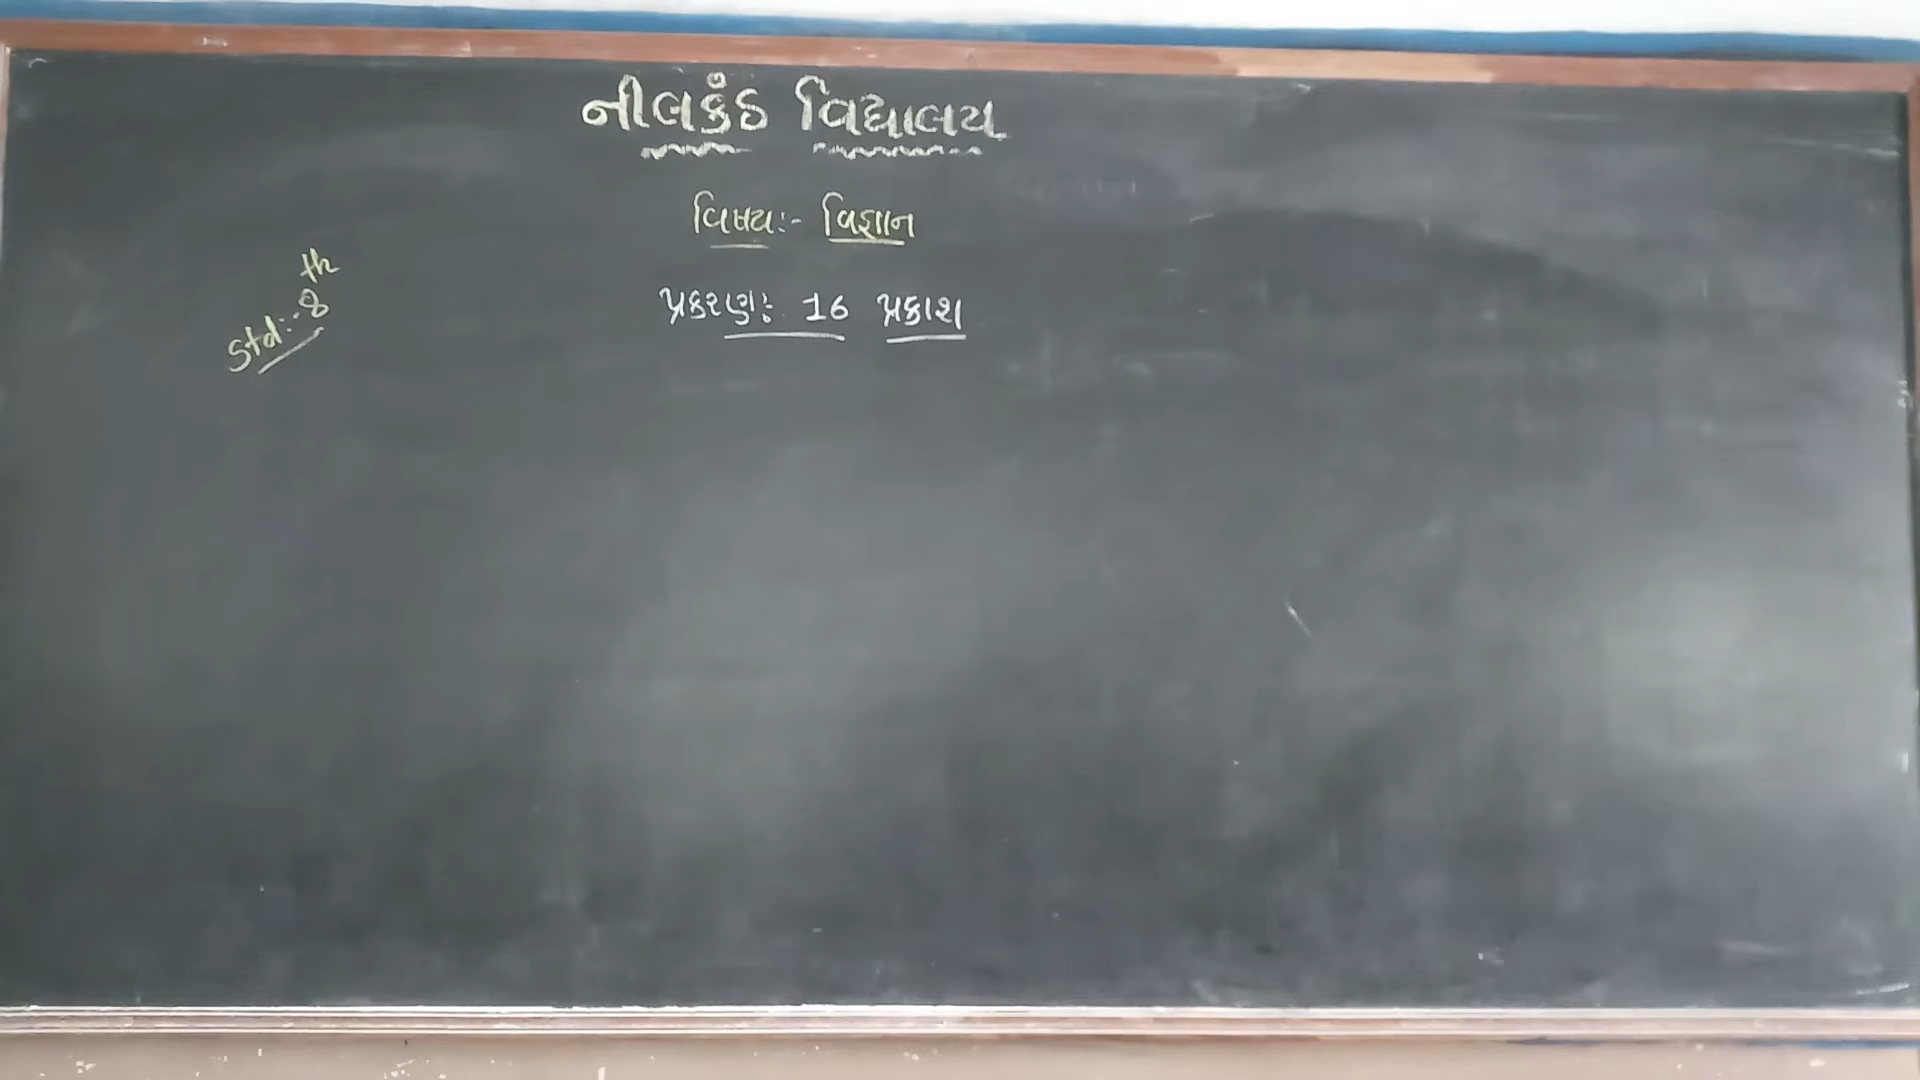 નીલકંઠ વિદ્યાલય
વિષય:- વિજ્ઞાન
Std:- 8th
પ્રકરણ: 16 પ્રકાશ